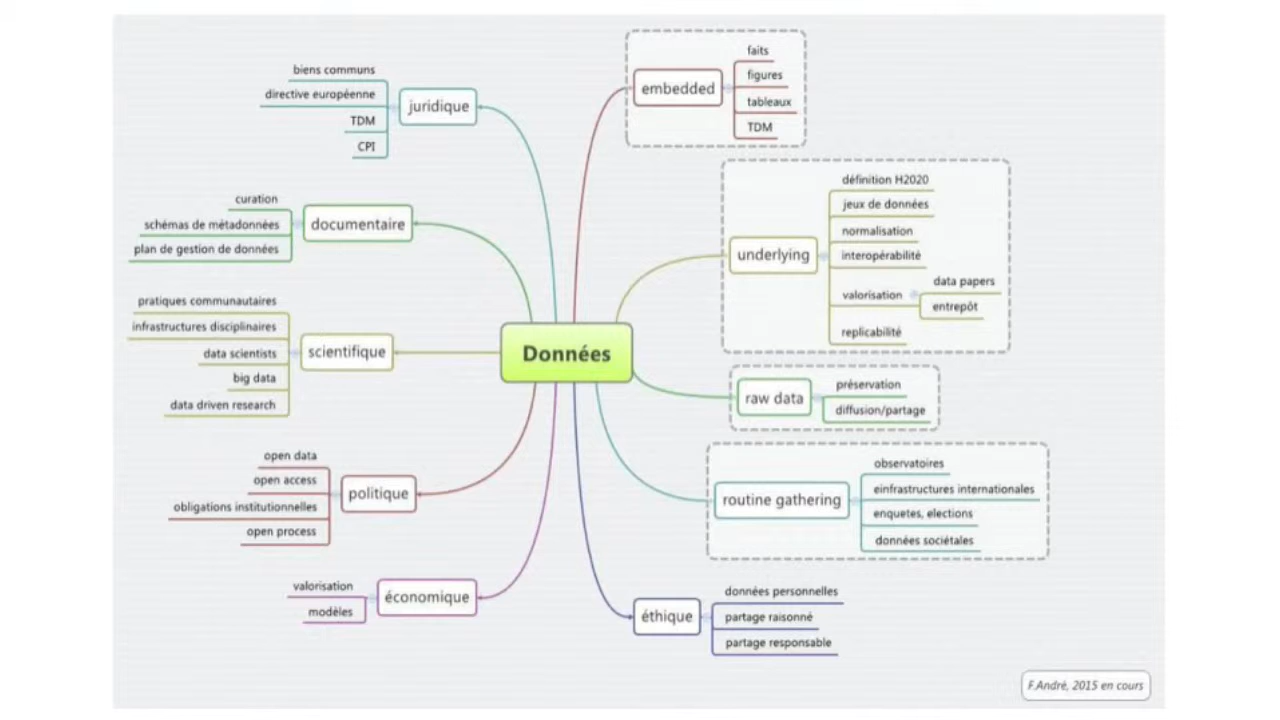 biens communs
directive européenne
TDM
CPI
juridique
curation
schémas de métadonnées
plan de gestion de données
documentaire
pratiques communautaires
infrastructures disciplinaires
data scientists
big data
data driven research
scientifique
open data
open access
obligations institutionnelles
open process
politique
valorisation
modèles
économique
Données
embedded
faits
figures
tableaux
TDM
underlying
définition H2020
jeux de données
normalisation
interopérabilité
valorisation
data papers
entrepôt
replicabilité
raw data
préservation
diffusion/partage
routine gathering
observatoires
einfrastructures internationales
enquetes, elections
données sociétales
éthique
données personnelles
partage raisonné
partage responsable
F.André, 2015 en cours